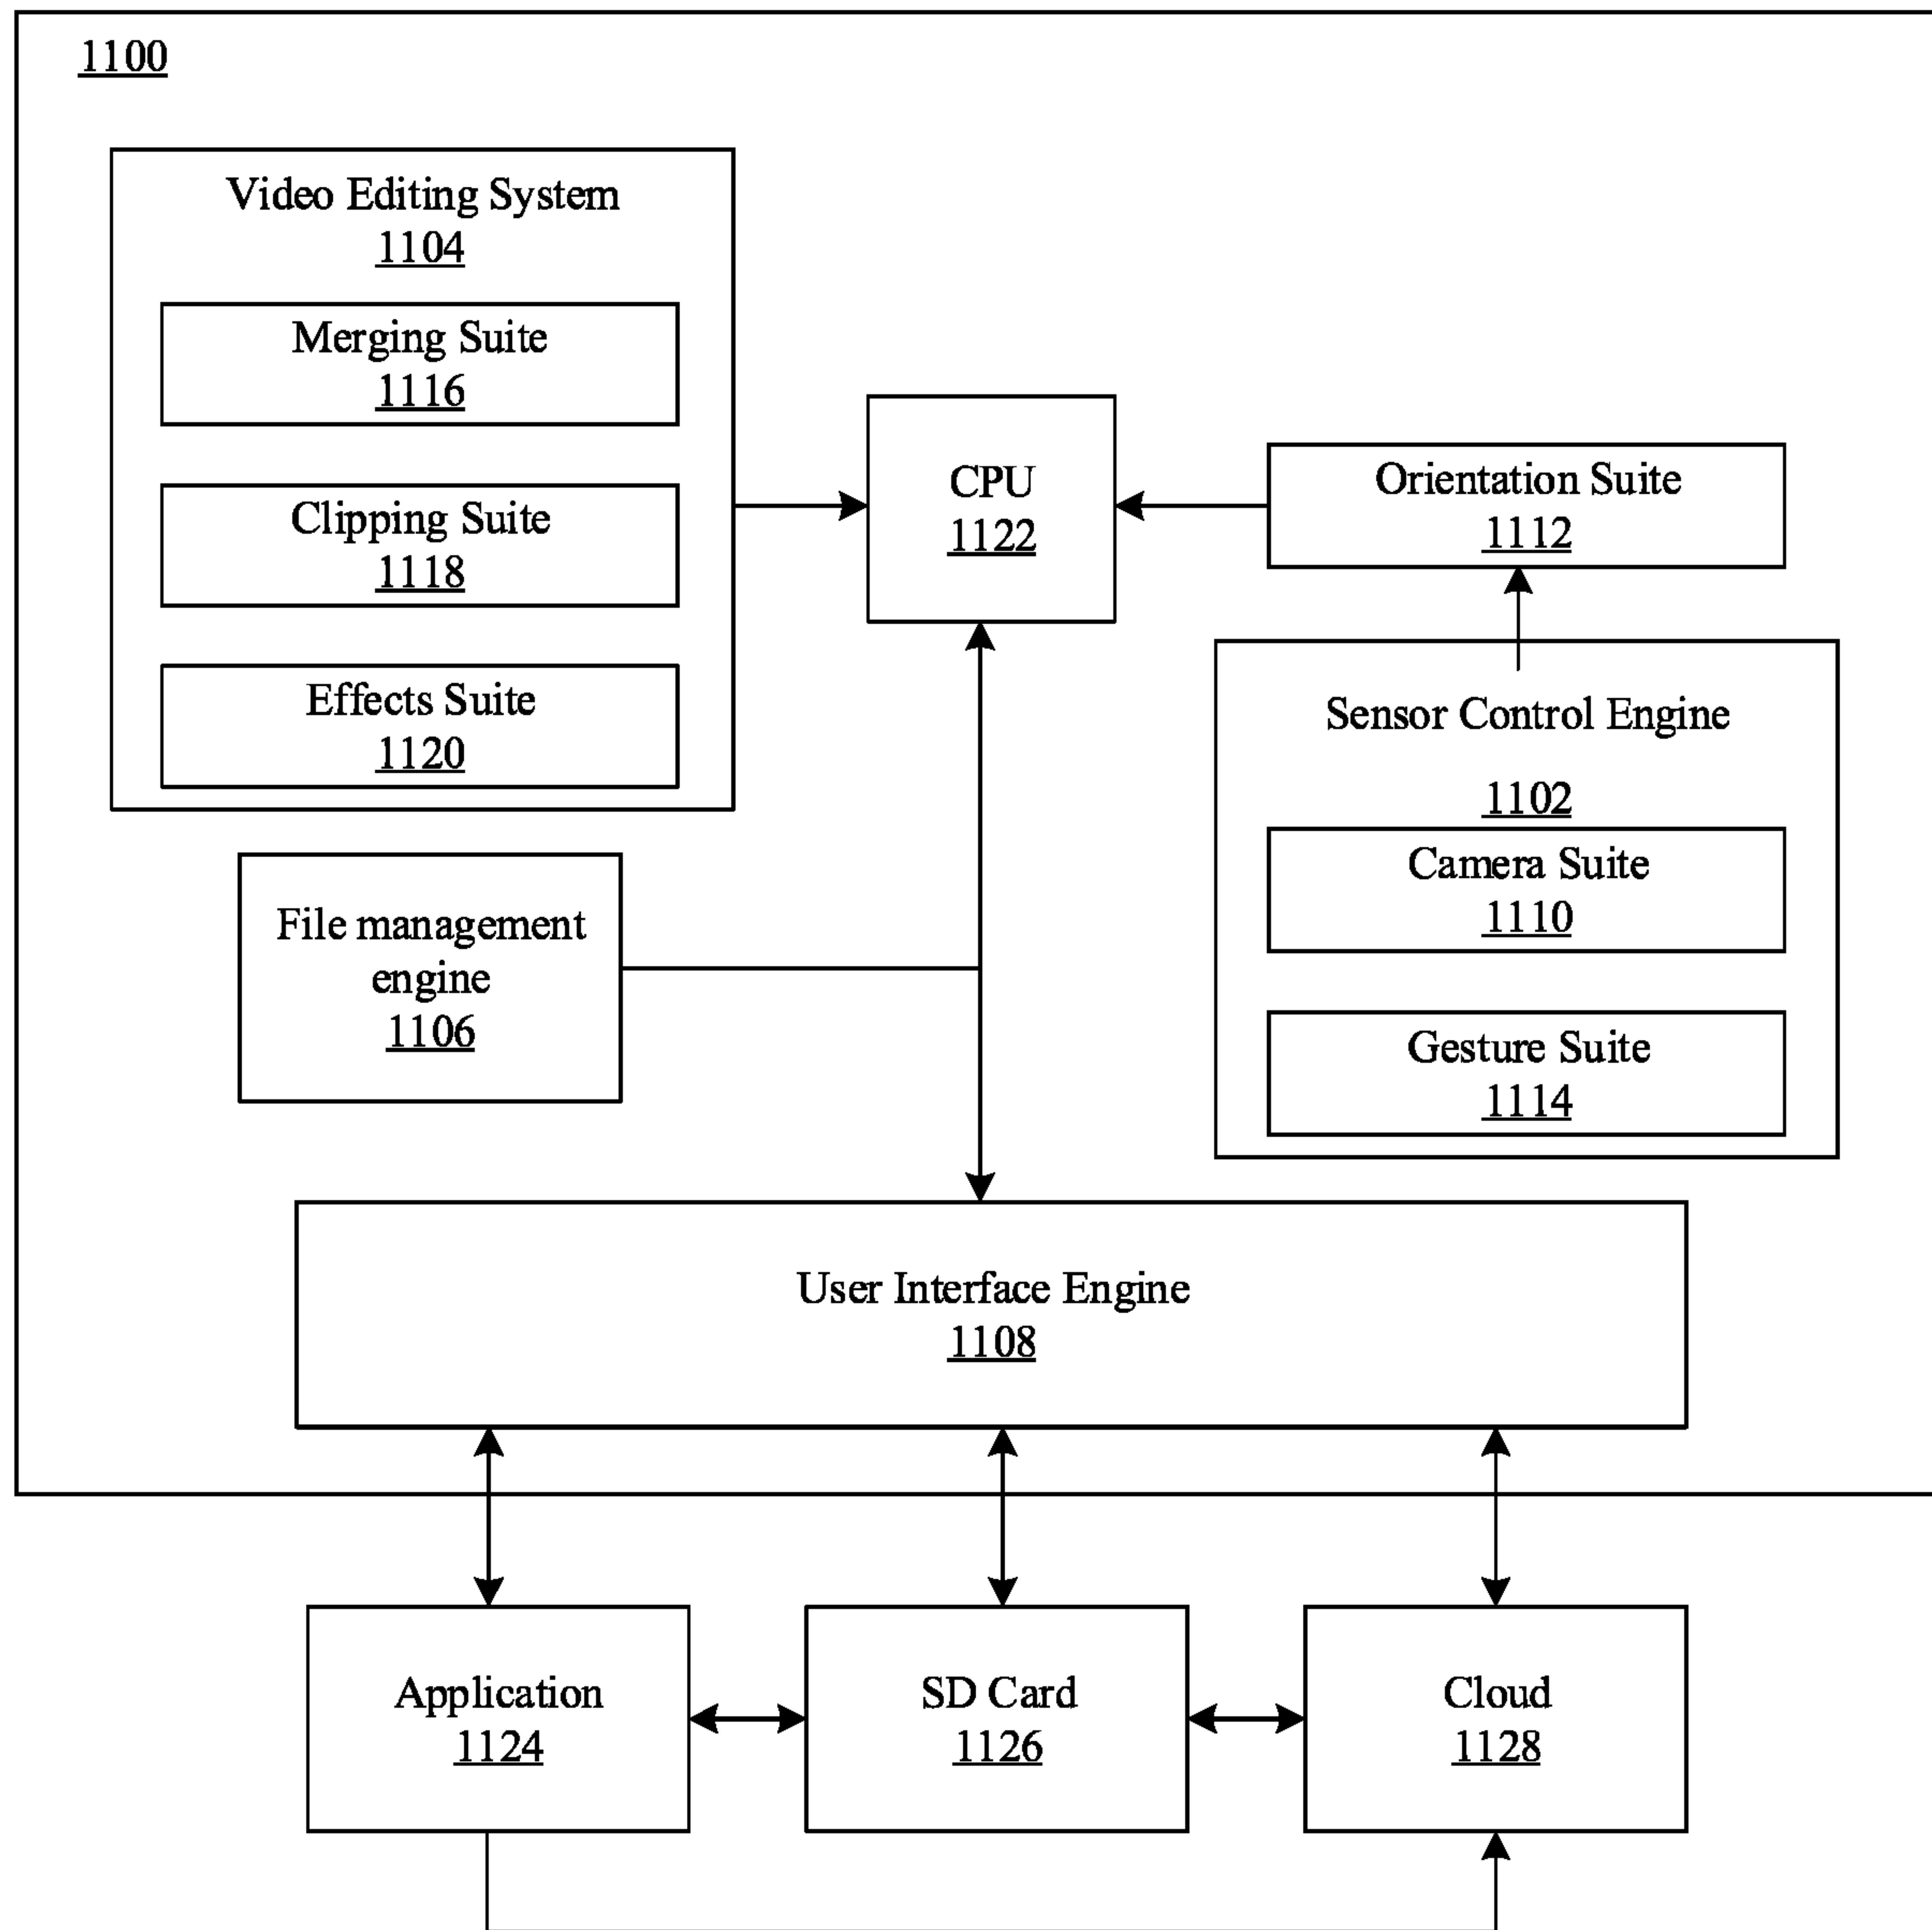 1100
Video Editing System
1104
Merging Suite
1116
Clipping Suite
1118
Effects Suite
1120
CPU
1122
Orientation Suite
1112
Sensor Control Engine
1102
Camera Suite
1110
Gesture Suite
1114
File management
engine
1106
User Interface Engine
1108
Application
1124
SD Card
1126
Cloud
1128